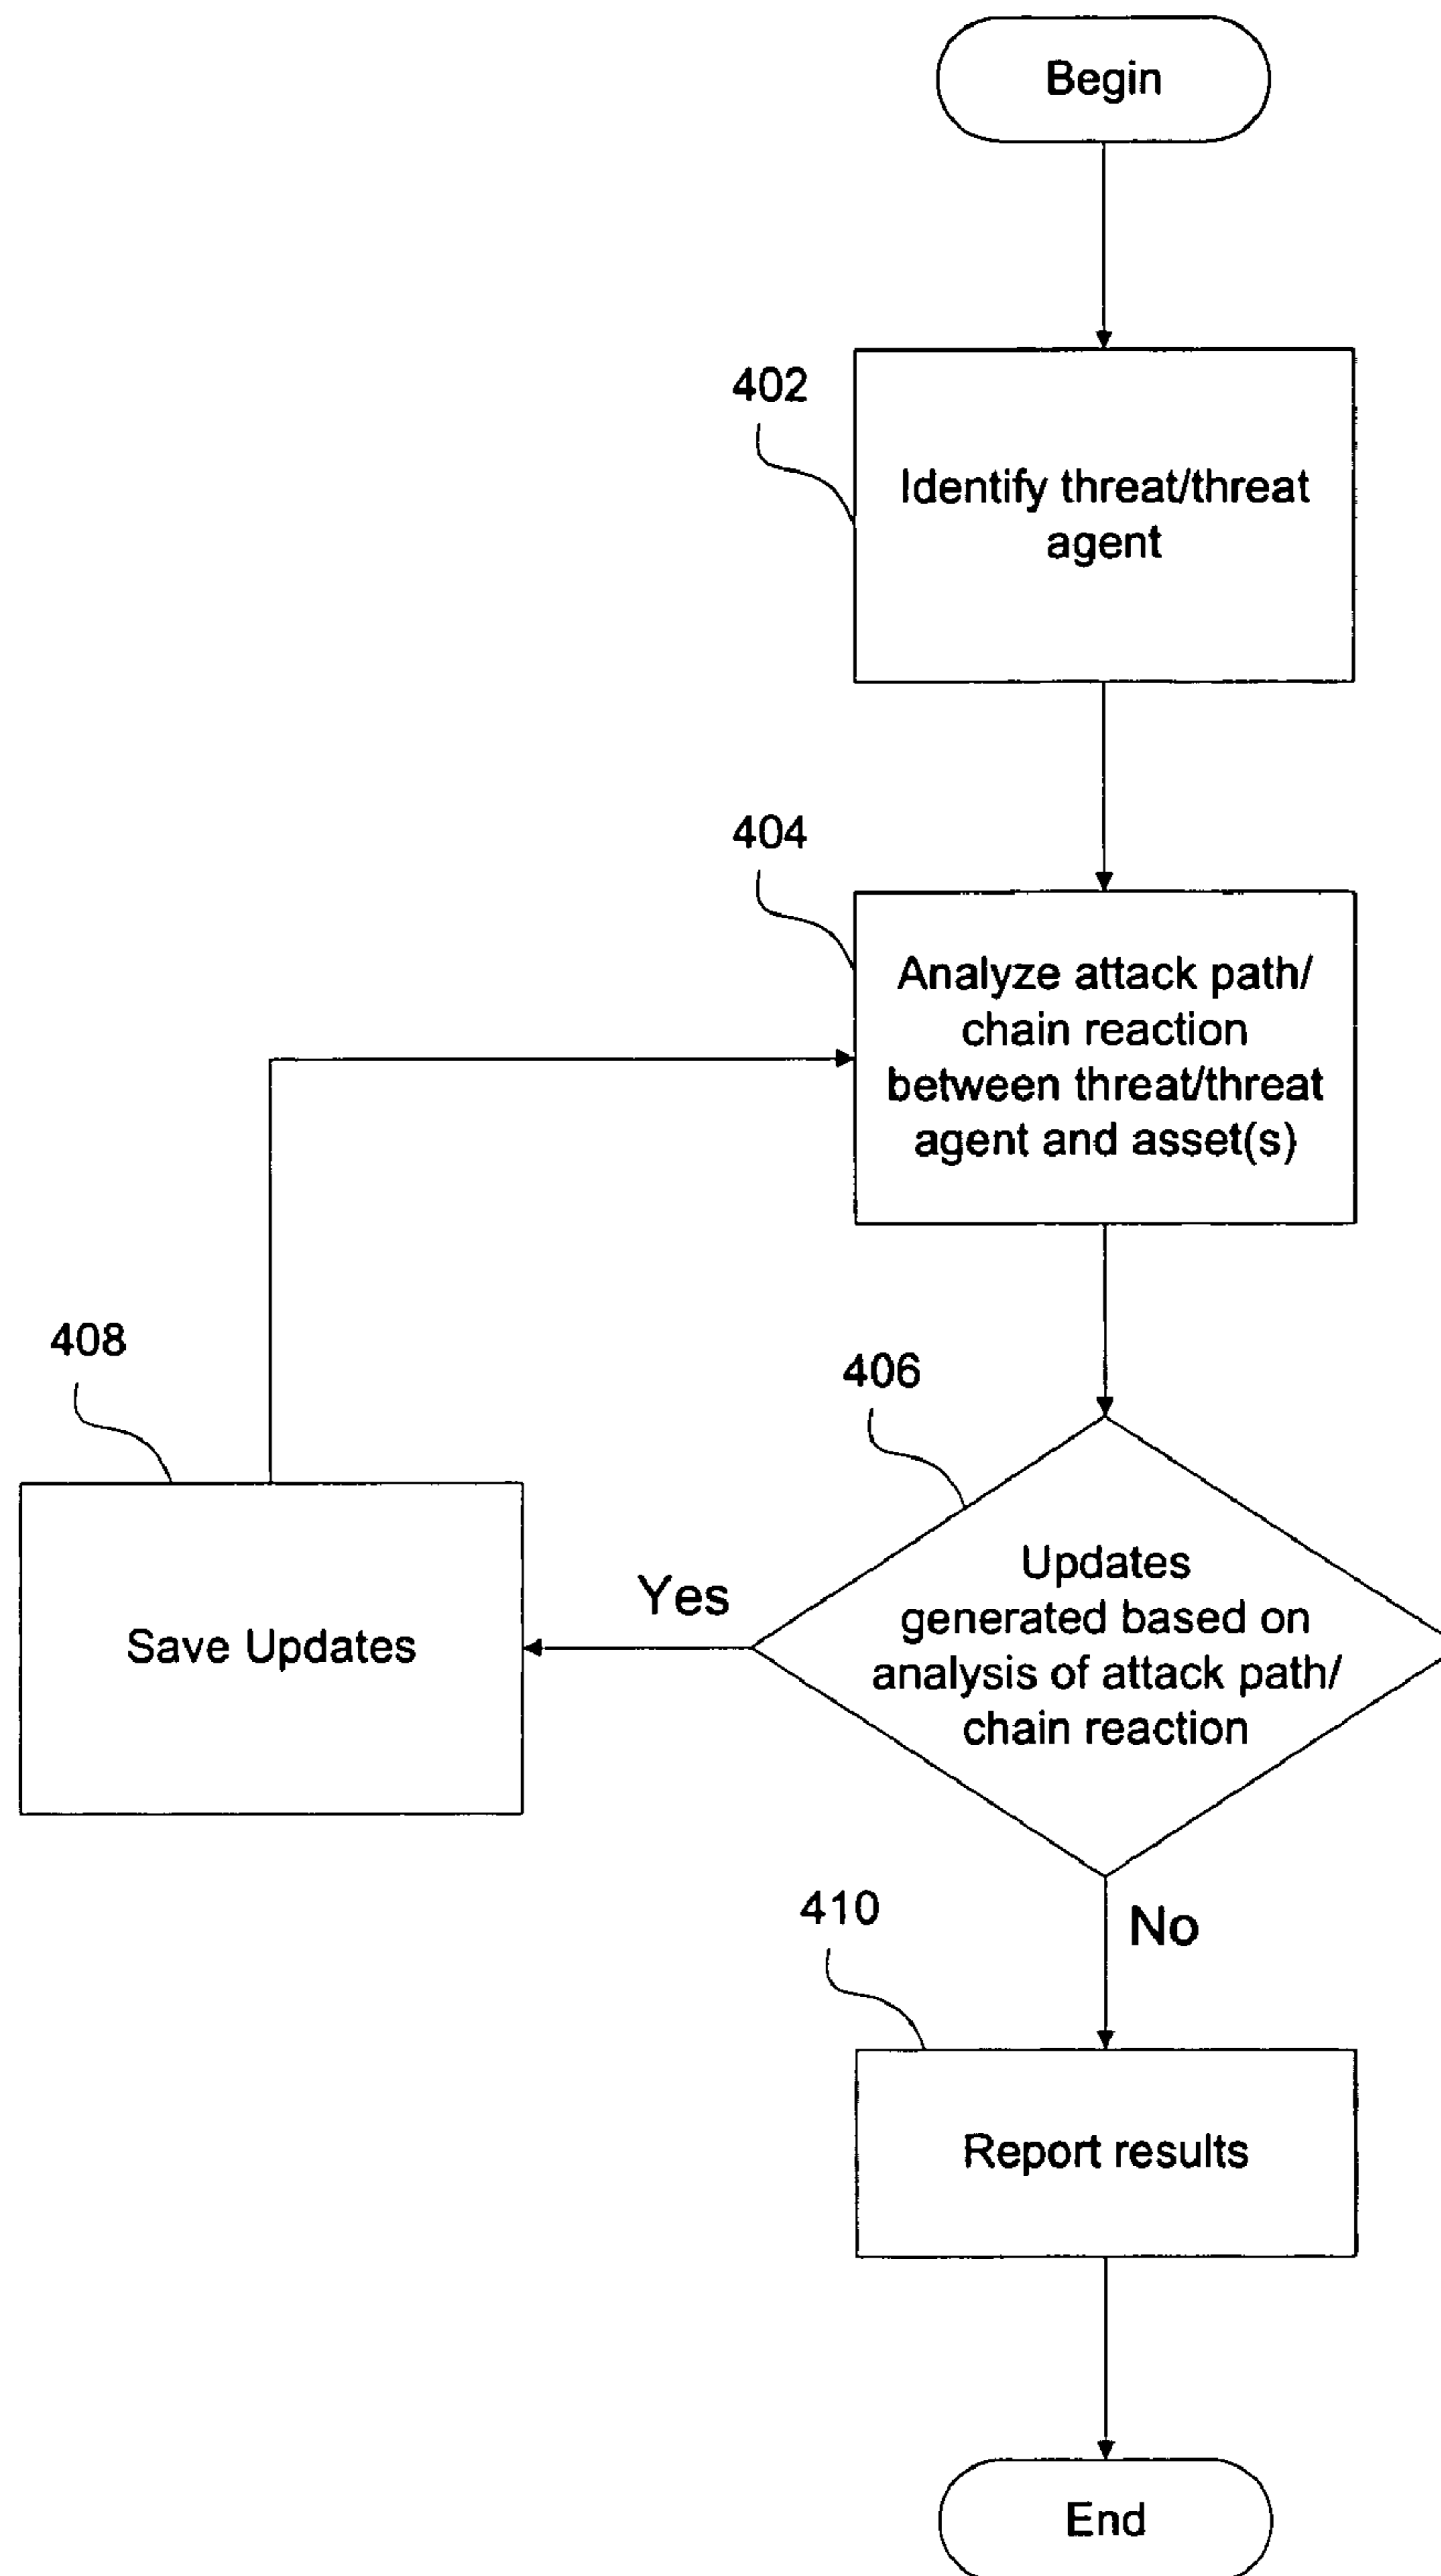 Begin
402
Identify threat/threat
agent
404
Analyze attack path/
chain reaction
between threat/threat
agent and asset(s)
408
406
Save Updates
Yes
Updates
generated based on
analysis of attack path/
chain reaction
410
No
Report results
End